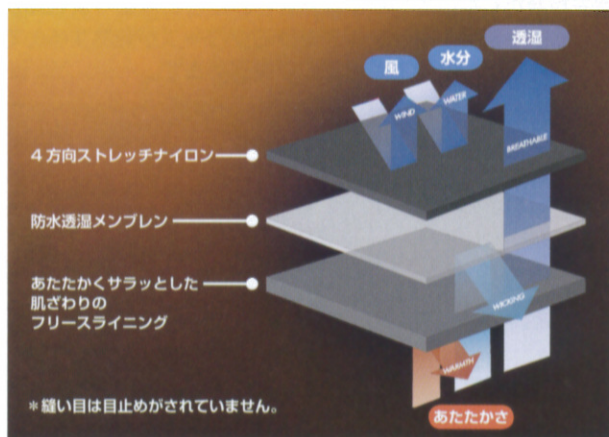 透湿
水分
風
WIND
WATER
BREATHABLE
4方向ストレッチナイロン
防水透湿メンブレン
あたたかくサラッとした
肌ざわりの
フリースライニング
WICKING
WARMTH
あたたかさ
＊縫い目は目止めがされていません。